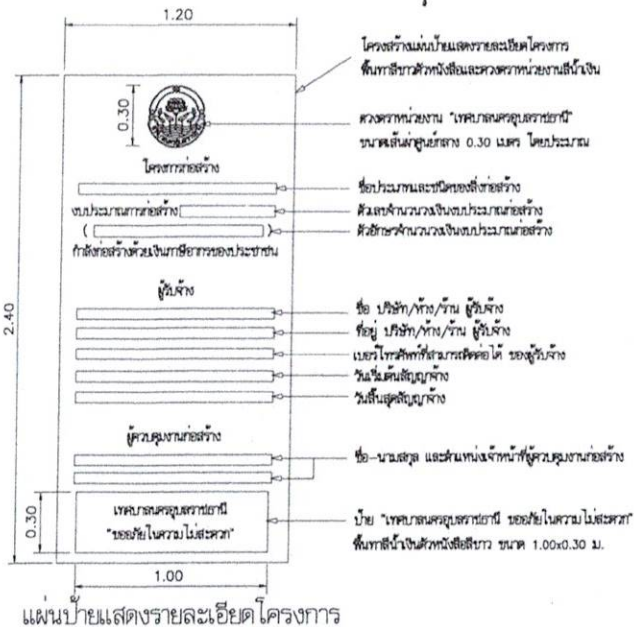 1.20
โครงสร้างแผ่นป้ายแสดงรายละเอียดโครงการ
พื้นทาสีขาวตัวหนังสือและดวงตราหน่วยงานสีน้ำเงิน
2.40
0.30
ดวงตราหน่วยงาน "เทศบาลนครอุบลราชธานี"
ขนาดเส้นผ่าศูนย์กลาง 0.30 เมตร โดยประมาณ
โครงการก่อสร้าง
ชื่อประเภทและชนิดของสิ่งก่อสร้าง
งบประมาณการก่อสร้าง
ตัวเลขจำนวนวงเงินงบประมาณก่อสร้าง
( )
ตัวอักษรจำนวนวงเงินงบประมาณก่อสร้าง
กำลังก่อสร้างด้วยเงินภาษีอากรของประชาชน
ผู้รับจ้าง
ชื่อ บริษัท/ห้าง/ร้าน ผู้รับจ้าง
ที่อยู่ บริษัท/ห้าง/ร้าน ผู้รับจ้าง
เบอร์โทรศัพท์ที่สามารถติดต่อได้ ของผู้รับจ้าง
วันเริ่มต้นสัญญาจ้าง
วันสิ้นสุดสัญญาจ้าง
ผู้ควบคุมงานก่อสร้าง
ชื่อ-นามสกุล และตำแหน่งเจ้าหน้าที่ผู้ควบคุมงานก่อสร้าง
0.30
เทศบาลนครอุบลราชธานี
"ขออภัยในความไม่สะดวก"
ป้าย "เทศบาลนครอุบลราชธานี ขออภัยในความไม่สะดวก"
พื้นทาสีน้ำเงินตัวหนังสือสีขาว ขนาด 1.00x0.30 ม.
1.00
แผ่นป้ายแสดงรายละเอียดโครงการ